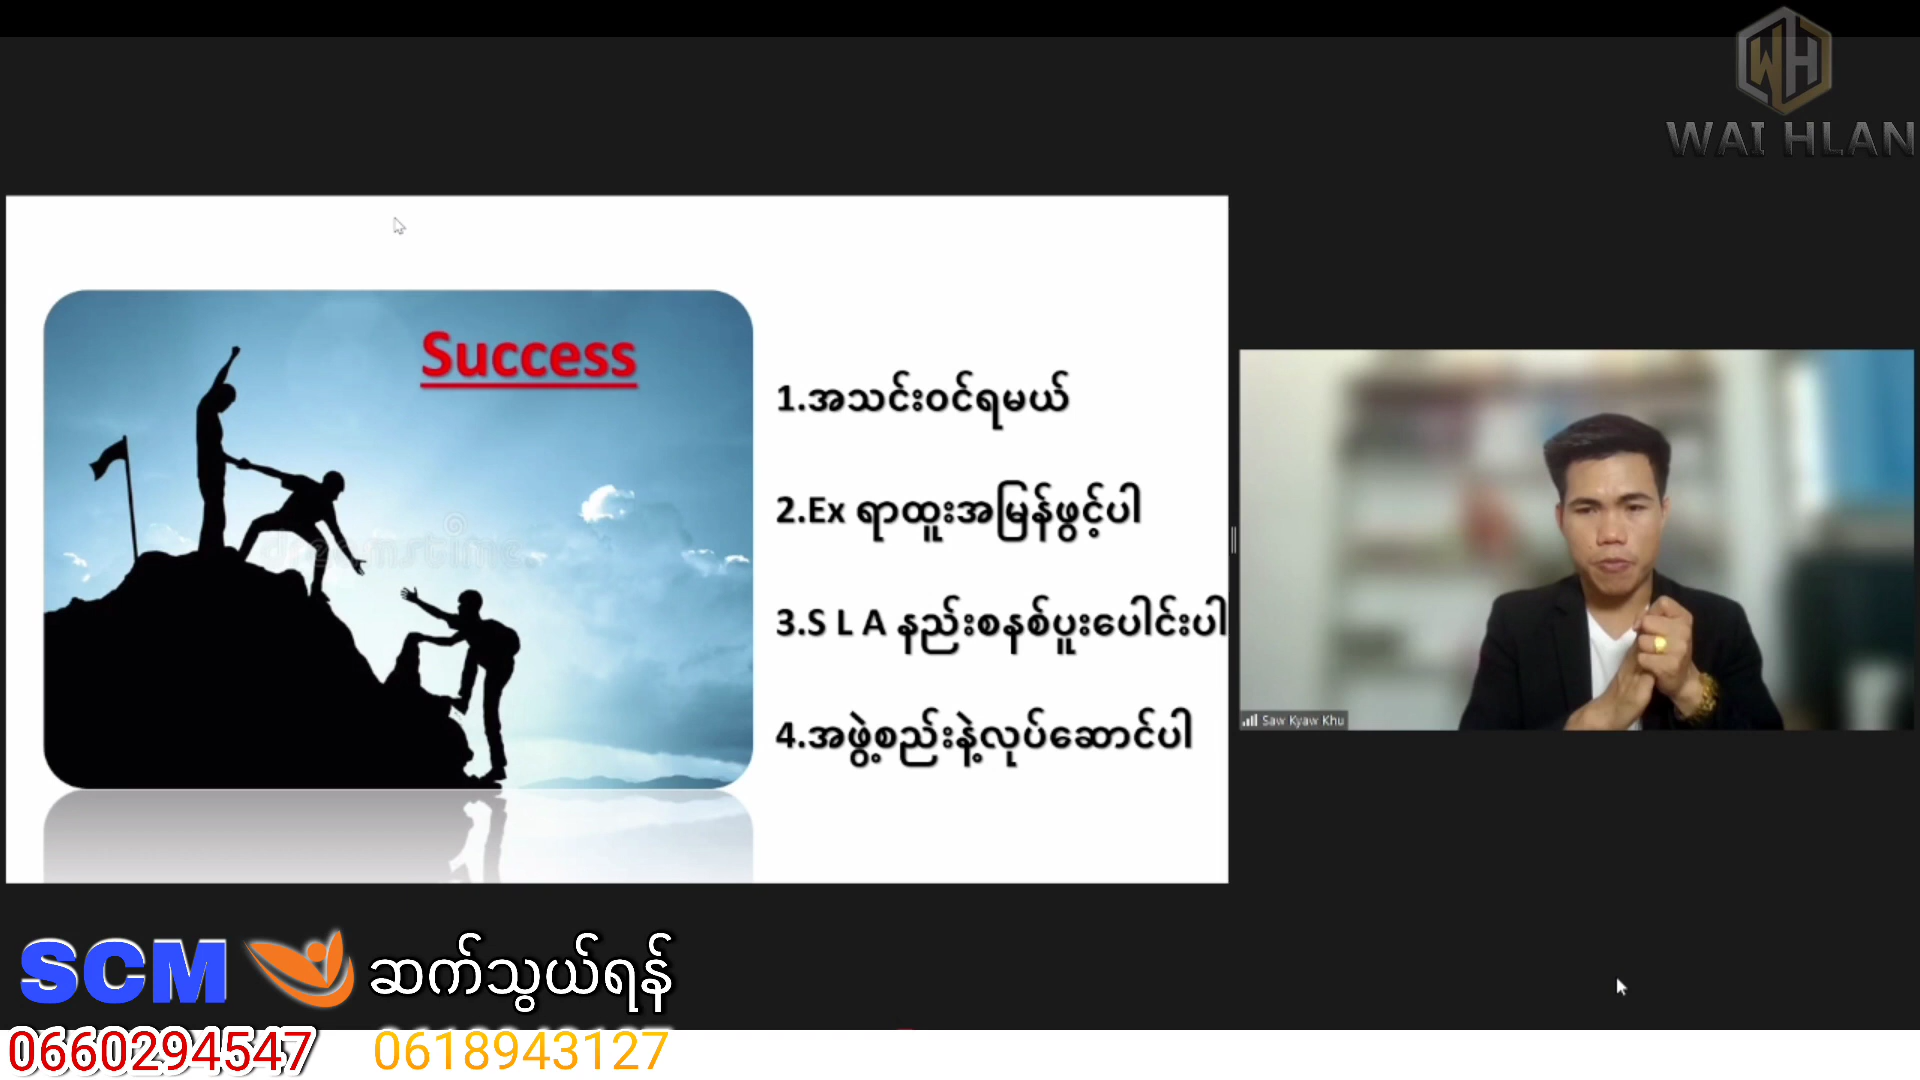 WH
WAI HLAN
Success
1.အသင်းဝင်ရမယ်
2.Ex ရာထူးအမြန်ဖွင့်ပါ
3.S L A နည်းစနစ်ပူးပေါင်းပါ
4.အဖွဲ့စည်းနဲ့လုပ်ဆောင်ပါ
Saw Kyaw Khu
SCM ဆက်သွယ်ရန်
0660294547 0618943127